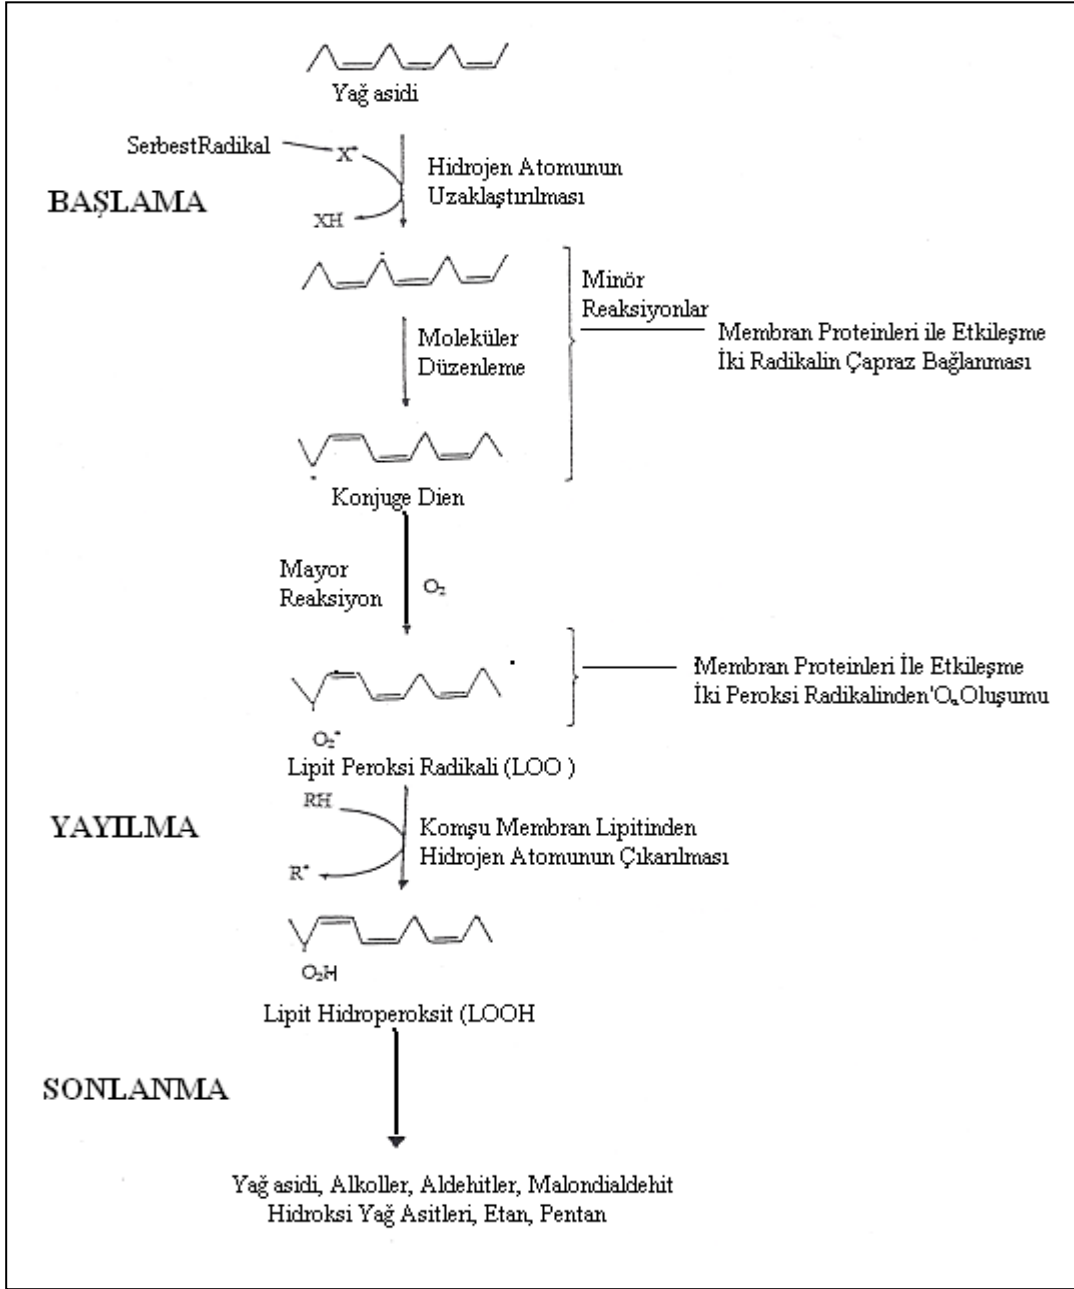 Yağ asidi
SerbestRadikal
X•
Hidrojen Atomunun
Uzaklaştırılması
BAŞLAMA
XH
Minör
Reaksiyonlar
Membran Proteinleri ile Etkileşme
İki Radikalin Çapraz Bağlanması
Moleküler
Düzenleme
Konjuge Dien
Mayor
Reaksiyon
O₂
Membran Proteinleri İle Etkileşme
İki Peroksi Radikalinden'O₂Oluşumu
O₂•
Lipit Peroksi Radikali (LOO )
RH
YAYILMA
Komşu Membran Lipitinden
Hidrojen Atomunun Çıkarılması
R•
O₂H
Lipit Hidroperoksit (LOOH
SONLANMA
Yağ asidi, Alkoller, Aldehitler, Malondialdehit
Hidroksi Yağ Asitleri, Etan, Pentan